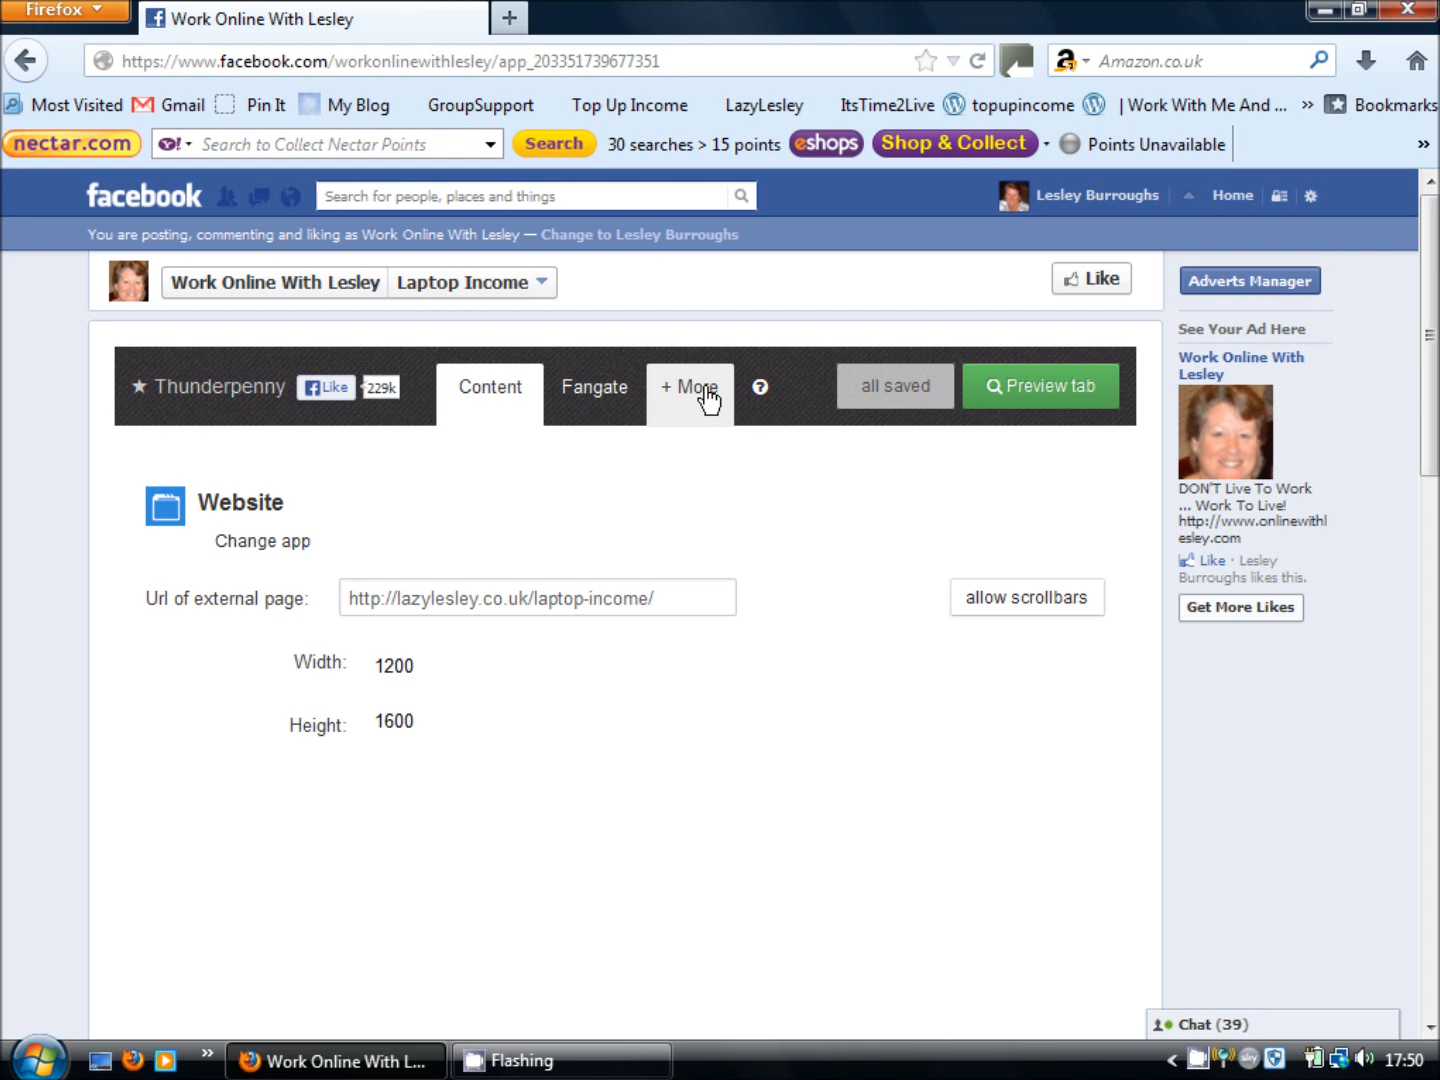 Firefox
Work Online With Lesley
https://www.facebook.com/workonlinewithlesley/app_203351739677351
Amazon.co.uk
Most Visited Gmail Pin It My Blog GroupSupport Top Up Income LazyLesley ItsTime2Live topupincome | Work With Me And ... » Bookmarks
nectar.com Y! Search to Collect Nectar Points Search 30 searches > 15 points eshops Shop & Collect Points Unavailable »
facebook Search for people, places and things Lesley Burroughs Home
You are posting, commenting and liking as Work Online With Lesley — Change to Lesley Burroughs
Work Online With Lesley Laptop Income Like Adverts Manager
See Your Ad Here
Work Online With
Lesley
★ Thunderpenny Like 229k Content Fangate + More ? all saved Preview tab
DON'T Live To Work
... Work To Live!
http://www.onlinewithl
esley.com
Like · Lesley
Burroughs likes this.
Get More Likes
Website
Change app
Url of external page: http://lazylesley.co.uk/laptop-income/ allow scrollbars
Width: 1200
Height: 1600
Chat (39)
» Work Online With L... Flashing < sky 17:50